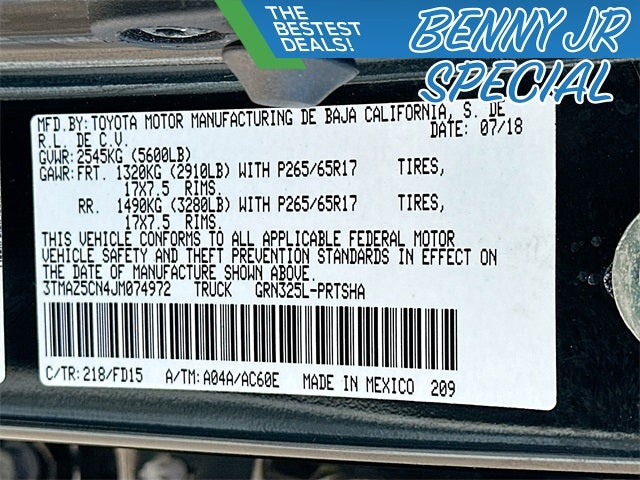 THE
BESTEST
DEALS!
BENNY JR
SPECIAL
MFD.BY: TOYOTA MOTOR MANUFACTURING DE BAJA CALIFORNIA, S. DE
R.L. DE C.V. DATE: 07/18
GVWR: 2545KG (5600LB)
GAWR: FRT. 1320KG (2910LB) WITH P265/65R17 TIRES,
17X7.5 RIMS.
RR. 1490KG (3280LB) WITH P265/65R17 TIRES,
17X7.5 RIMS.
THIS VEHICLE CONFORMS TO ALL APPLICABLE FEDERAL MOTOR
VEHICLE SAFETY AND THEFT PREVENTION STANDARDS IN EFFECT ON
THE DATE OF MANUFACTURE SHOWN ABOVE.
3TMAZ5CN4JM074972 TRUCK GRN325L-PRTSHA
C/TR: 218/FD15 A/TM: A04A/AC60E MADE IN MEXICO 209